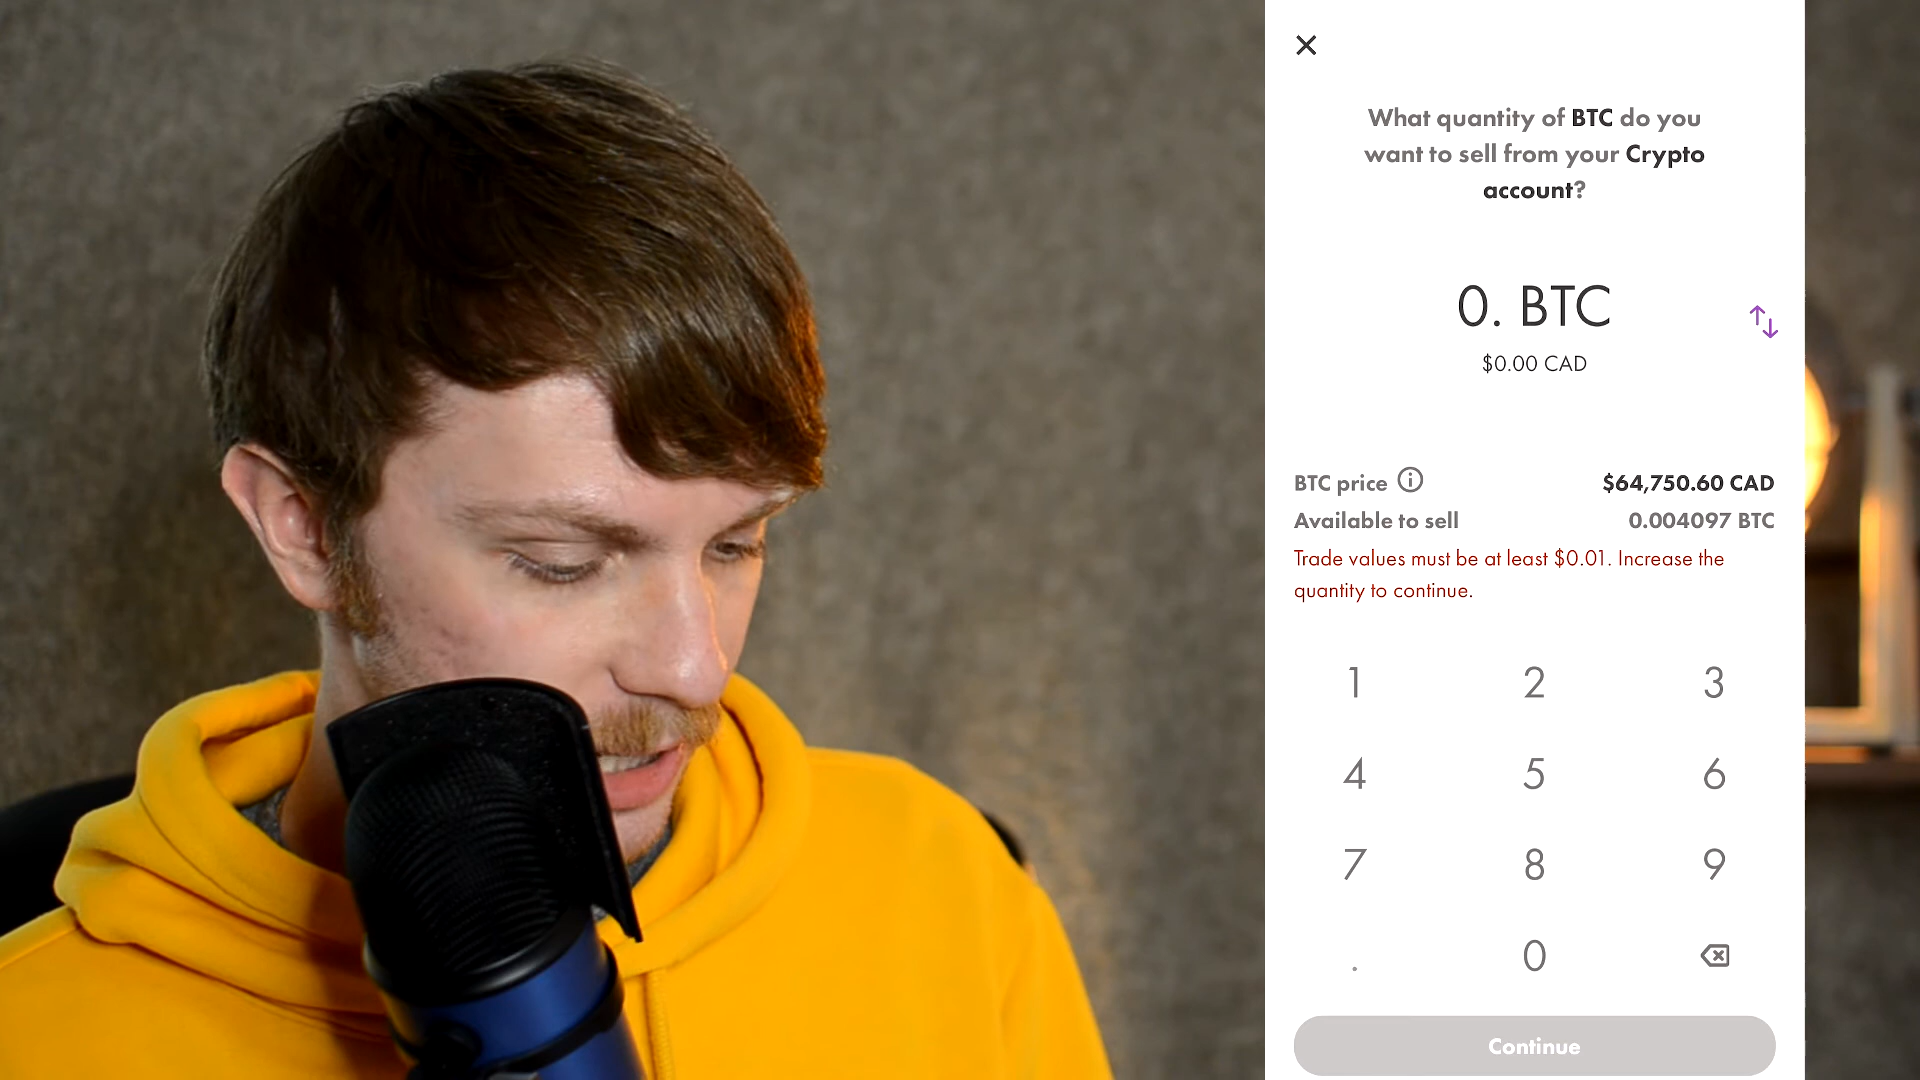 What quantity of BTC do you
want to sell from your Crypto
account?
0. BTC
$0.00 CAD
BTC price $64,750.60 CAD
Available to sell 0.004097 BTC
Trade values must be at least $0.01. Increase the
quantity to continue.
1 2 3
4 5 6
7 8 9
. 0
Continue